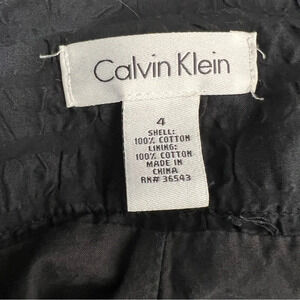 Calvin Klein
4
SHELL:
100% COTTON
LINING:
100% COTTON
MADE IN
CHINA
RN# 36543